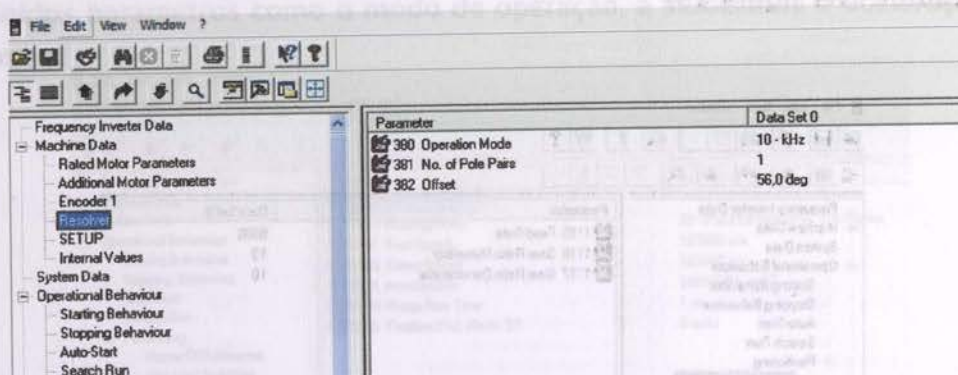 File Edit View Window ?
Frequency Inverter Data
Machine Data
Rated Motor Parameters
Additional Motor Parameters
Encoder 1
Resolver
SETUP
Internal Values
System Data
Operational Behaviour
Starting Behaviour
Stopping Behaviour
Auto-Start
Search Run
Parameter Data Set 0
380 Operation Mode 10 - kHz
381 No. of Pole Pairs 1
382 Offset 56,0 deg